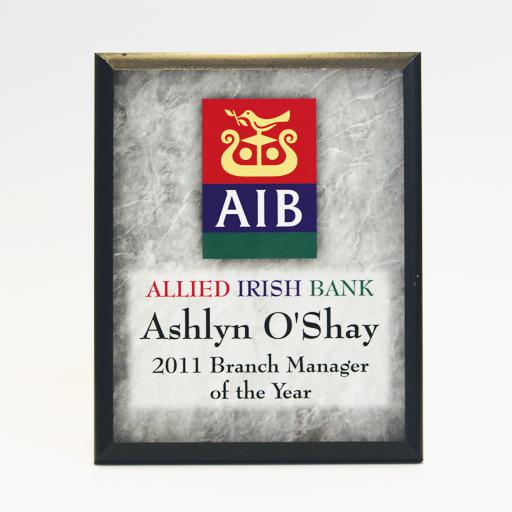 AIB
ALLIED IRISH BANK
Ashlyn O'Shay
2011 Branch Manager
of the Year